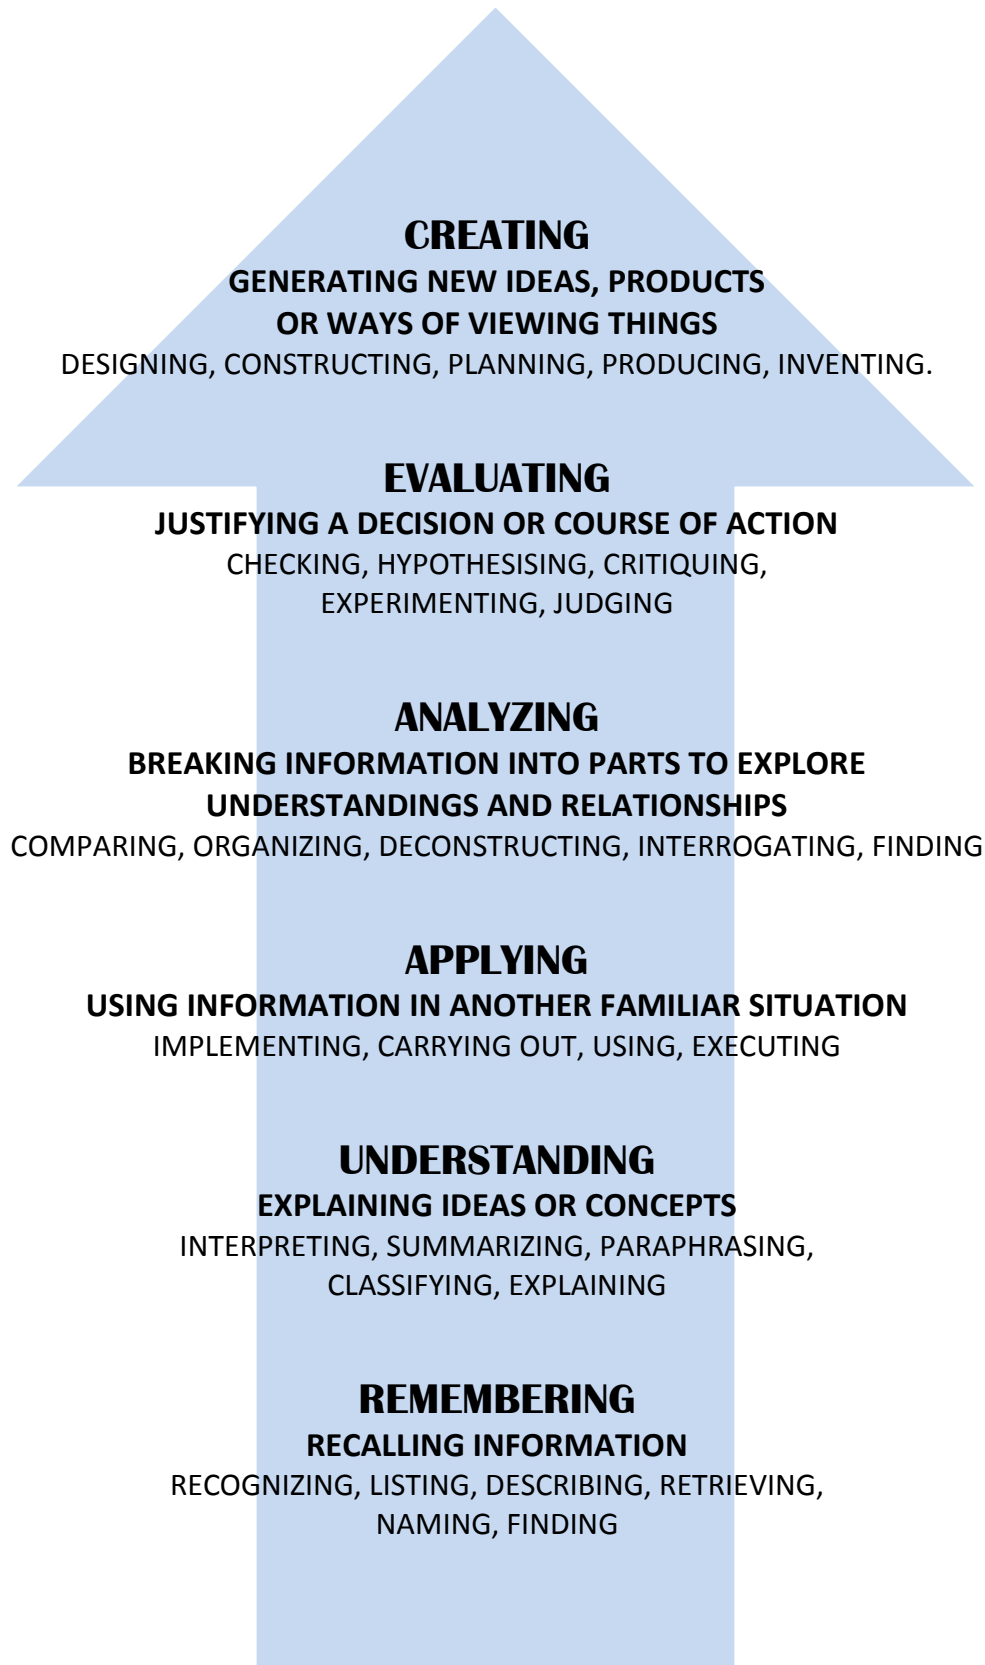 CREATING
GENERATING NEW IDEAS, PRODUCTS
OR WAYS OF VIEWING THINGS
DESIGNING, CONSTRUCTING, PLANNING, PRODUCING, INVENTING.
EVALUATING
JUSTIFYING A DECISION OR COURSE OF ACTION
CHECKING, HYPOTHESISING, CRITIQUING,
EXPERIMENTING, JUDGING
ANALYZING
BREAKING INFORMATION INTO PARTS TO EXPLORE
UNDERSTANDINGS AND RELATIONSHIPS
COMPARING, ORGANIZING, DECONSTRUCTING, INTERROGATING, FINDING
APPLYING
USING INFORMATION IN ANOTHER FAMILIAR SITUATION
IMPLEMENTING, CARRYING OUT, USING, EXECUTING
UNDERSTANDING
EXPLAINING IDEAS OR CONCEPTS
INTERPRETING, SUMMARIZING, PARAPHRASING,
CLASSIFYING, EXPLAINING
REMEMBERING
RECALLING INFORMATION
RECOGNIZING, LISTING, DESCRIBING, RETRIEVING,
NAMING, FINDING